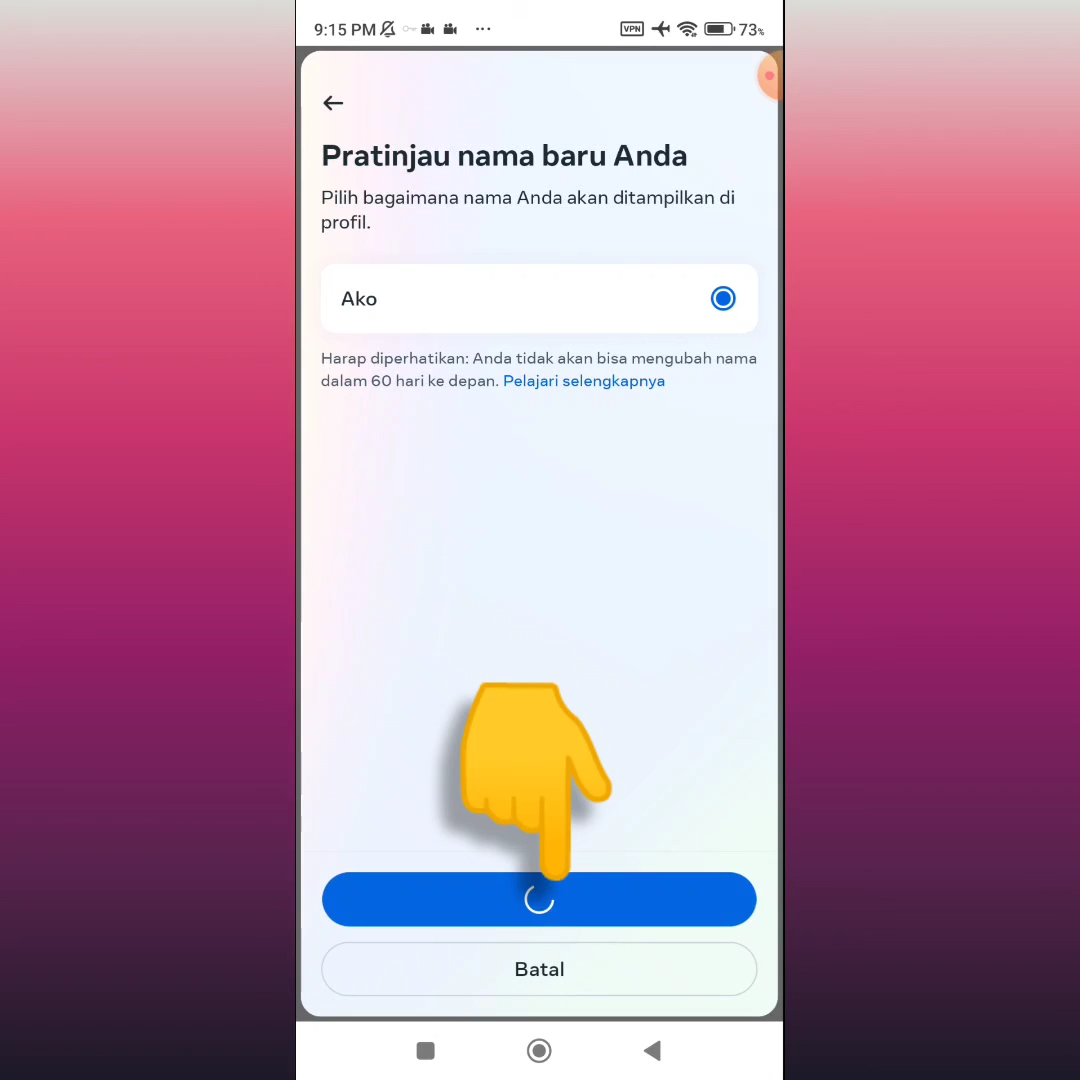 9:15 PM
VPN
73%
Pratinjau nama baru Anda
Pilih bagaimana nama Anda akan ditampilkan di
profil.
Ako
Harap diperhatikan: Anda tidak akan bisa mengubah nama
dalam 60 hari ke depan. Pelajari selengkapnya
Batal